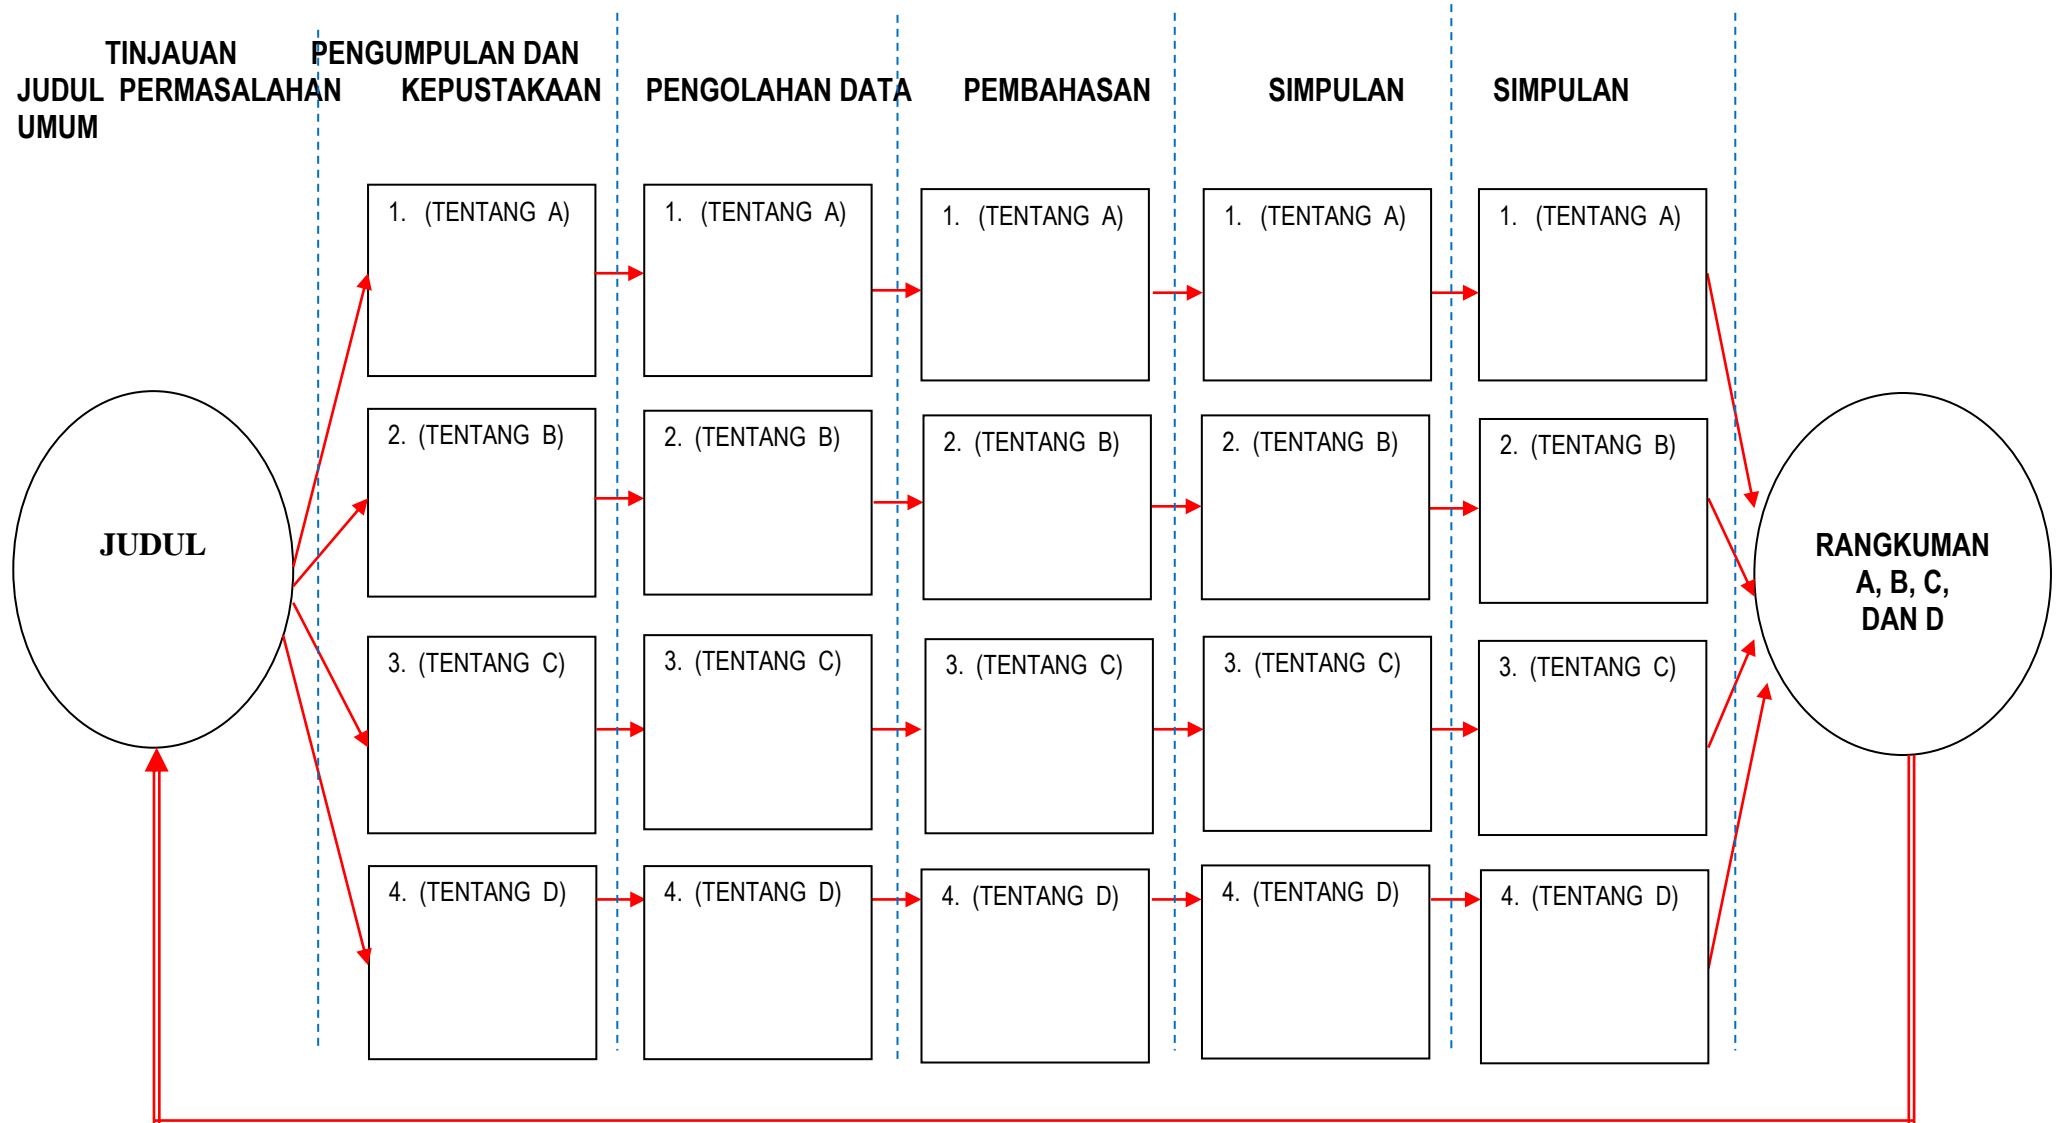 TINJAUAN PENGUMPULAN DAN
JUDUL PERMASALAHAN KEPUSTAKAAN PENGOLAHAN DATA PEMBAHASAN SIMPULAN SIMPULAN
UMUM
1. (TENTANG A) 1. (TENTANG A) 1. (TENTANG A) 1. (TENTANG A) 1. (TENTANG A)
2. (TENTANG B) 2. (TENTANG B) 2. (TENTANG B) 2. (TENTANG B) 2. (TENTANG B)
JUDUL
RANGKUMAN
A, B, C,
DAN D
3. (TENTANG C) 3. (TENTANG C) 3. (TENTANG C) 3. (TENTANG C) 3. (TENTANG C)
4. (TENTANG D) 4. (TENTANG D) 4. (TENTANG D) 4. (TENTANG D) 4. (TENTANG D)